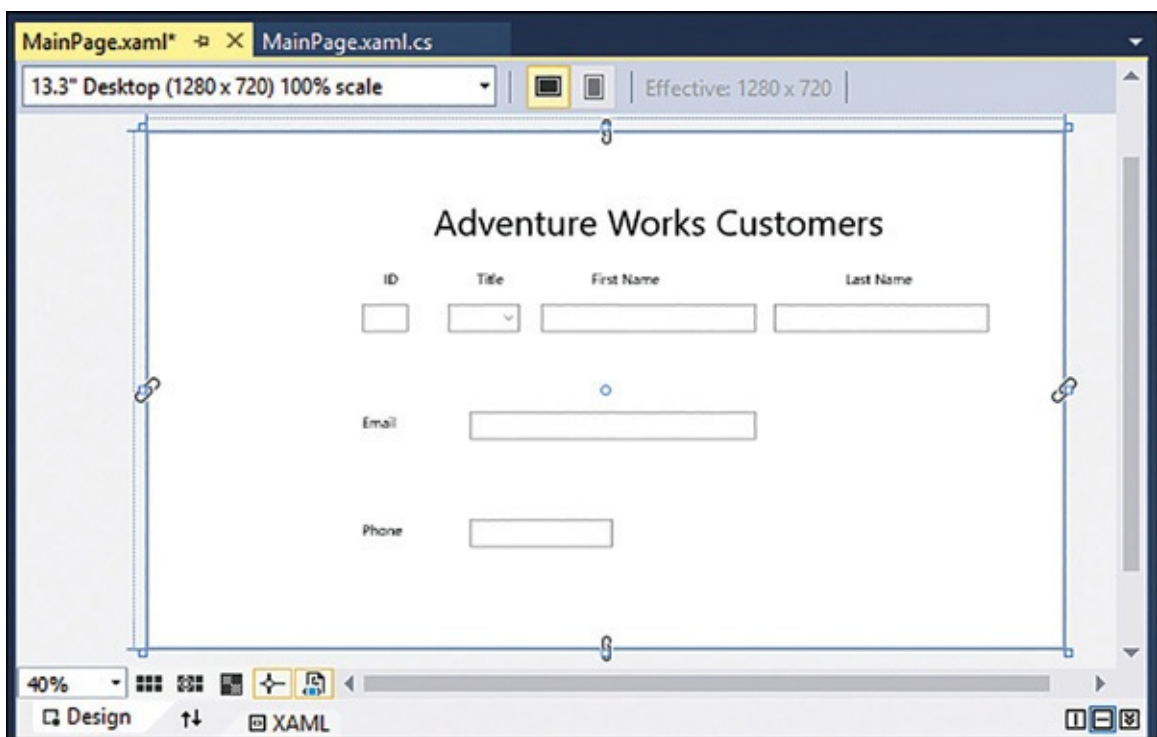 MainPage.xaml* MainPage.xaml.cs
13.3" Desktop (1280 x 720) 100% scale Effective: 1280 x 720
Adventure Works Customers
ID Title First Name Last Name
Email
Phone
40%
Design XAML